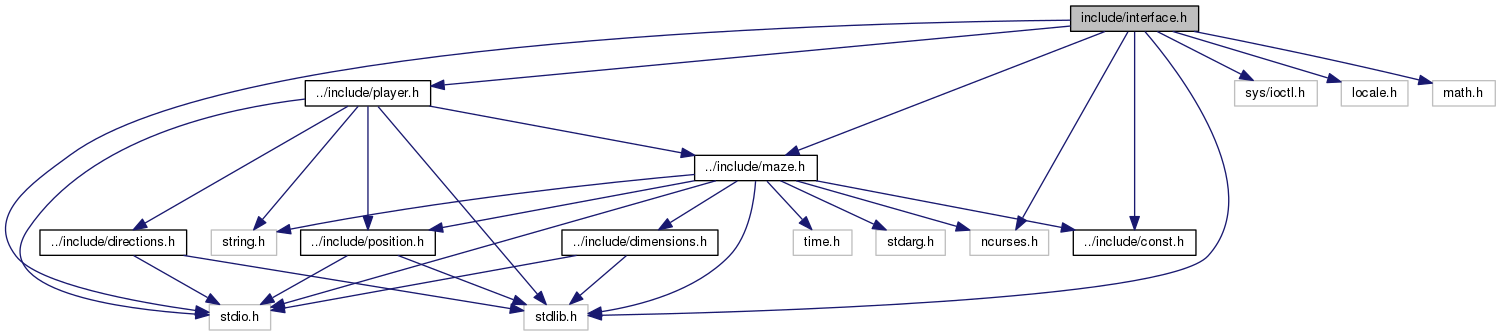 include/interface.h
../include/player.h
sys/ioctl.h
locale.h
math.h
../include/maze.h
../include/directions.h
string.h
../include/position.h
../include/dimensions.h
time.h
stdarg.h
ncurses.h
../include/const.h
stdio.h
stdlib.h